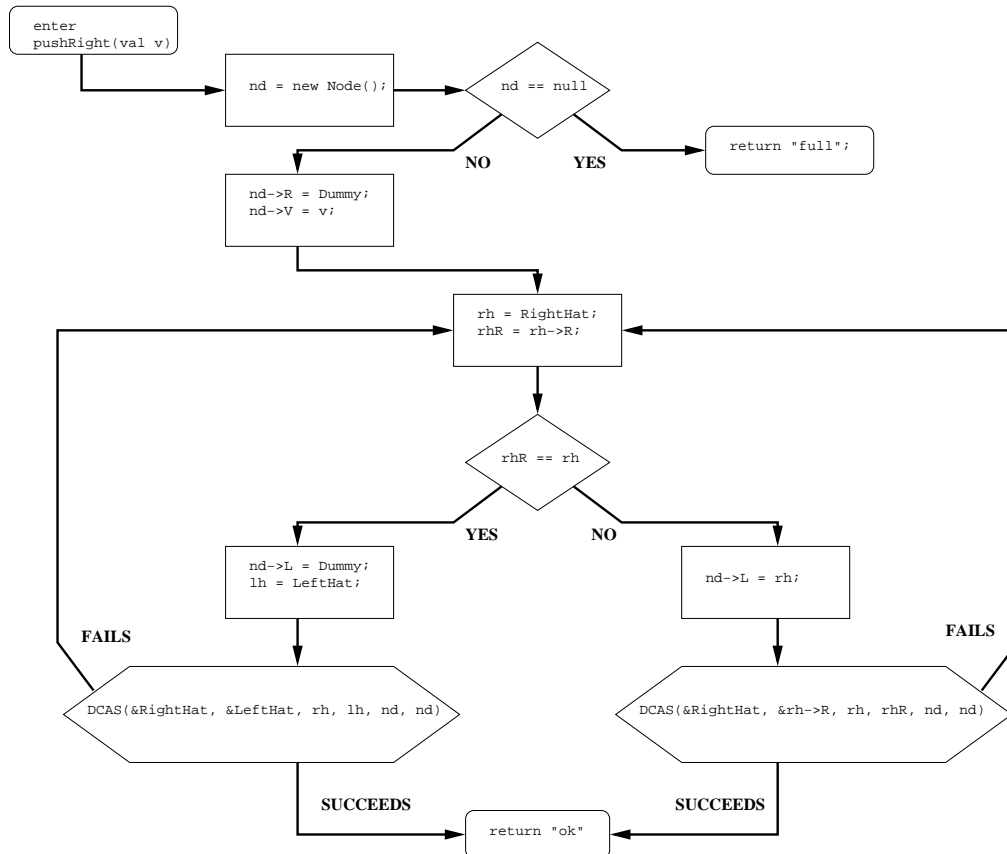 enter
pushRight(val v)
nd = new Node();
nd == null
NO
YES
return "full";
nd->R = Dummy;
nd->V = v;
rh = RightHat;
rhR = rh->R;
rhR == rh
YES
NO
nd->L = Dummy;
lh = LeftHat;
nd->L = rh;
FAILS
FAILS
DCAS(&RightHat, &LeftHat, rh, lh, nd, nd)
DCAS(&RightHat, &rh->R, rh, rhR, nd, nd)
SUCCEEDS
SUCCEEDS
return "ok"